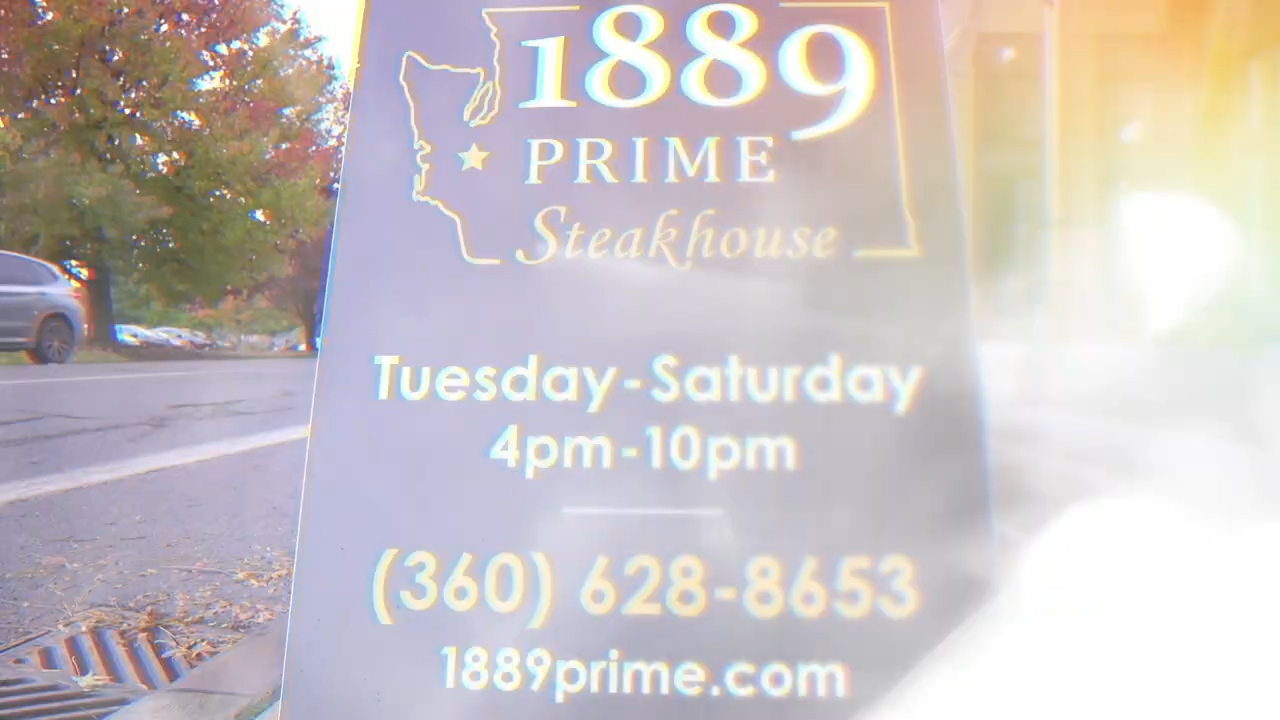 1889
PRIME
Steakhouse
Tuesday-Saturday
4pm-10pm
(360) 628-8653
1889prime.com